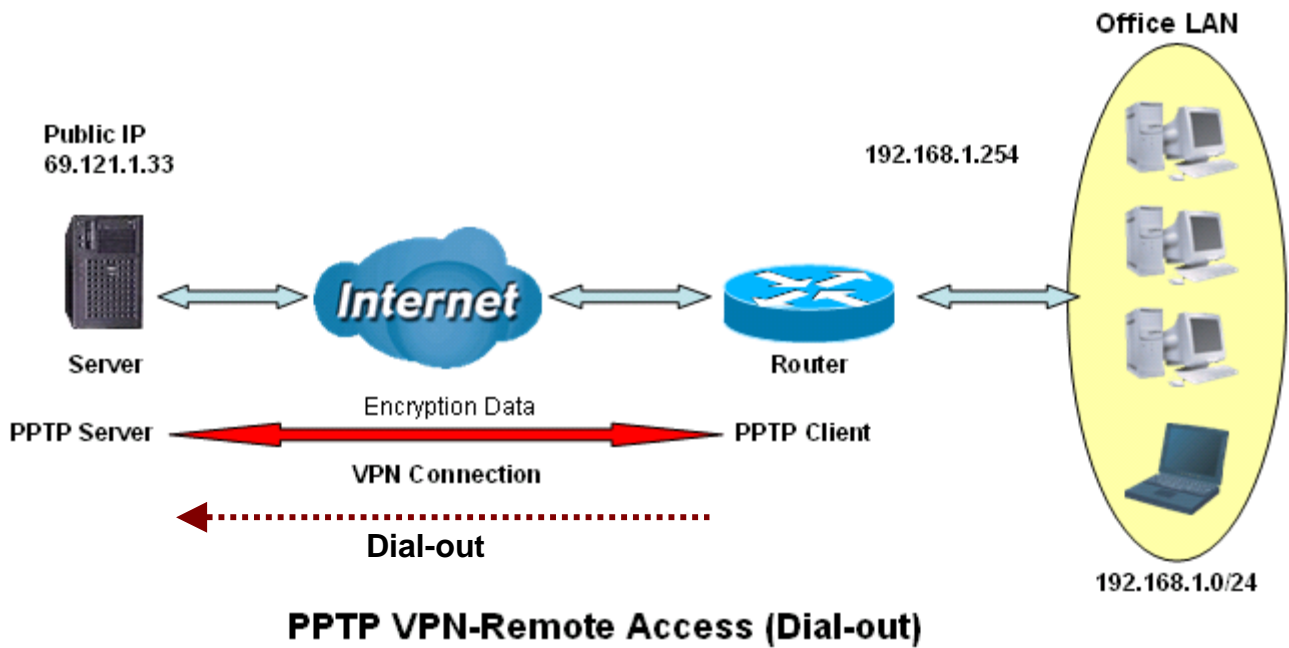 Office LAN
Public IP
69.121.1.33
192.168.1.254
Internet
Server
Router
Encryption Data
PPTP Server
PPTP Client
VPN Connection
Dial-out
192.168.1.0/24
PPTP VPN-Remote Access (Dial-out)